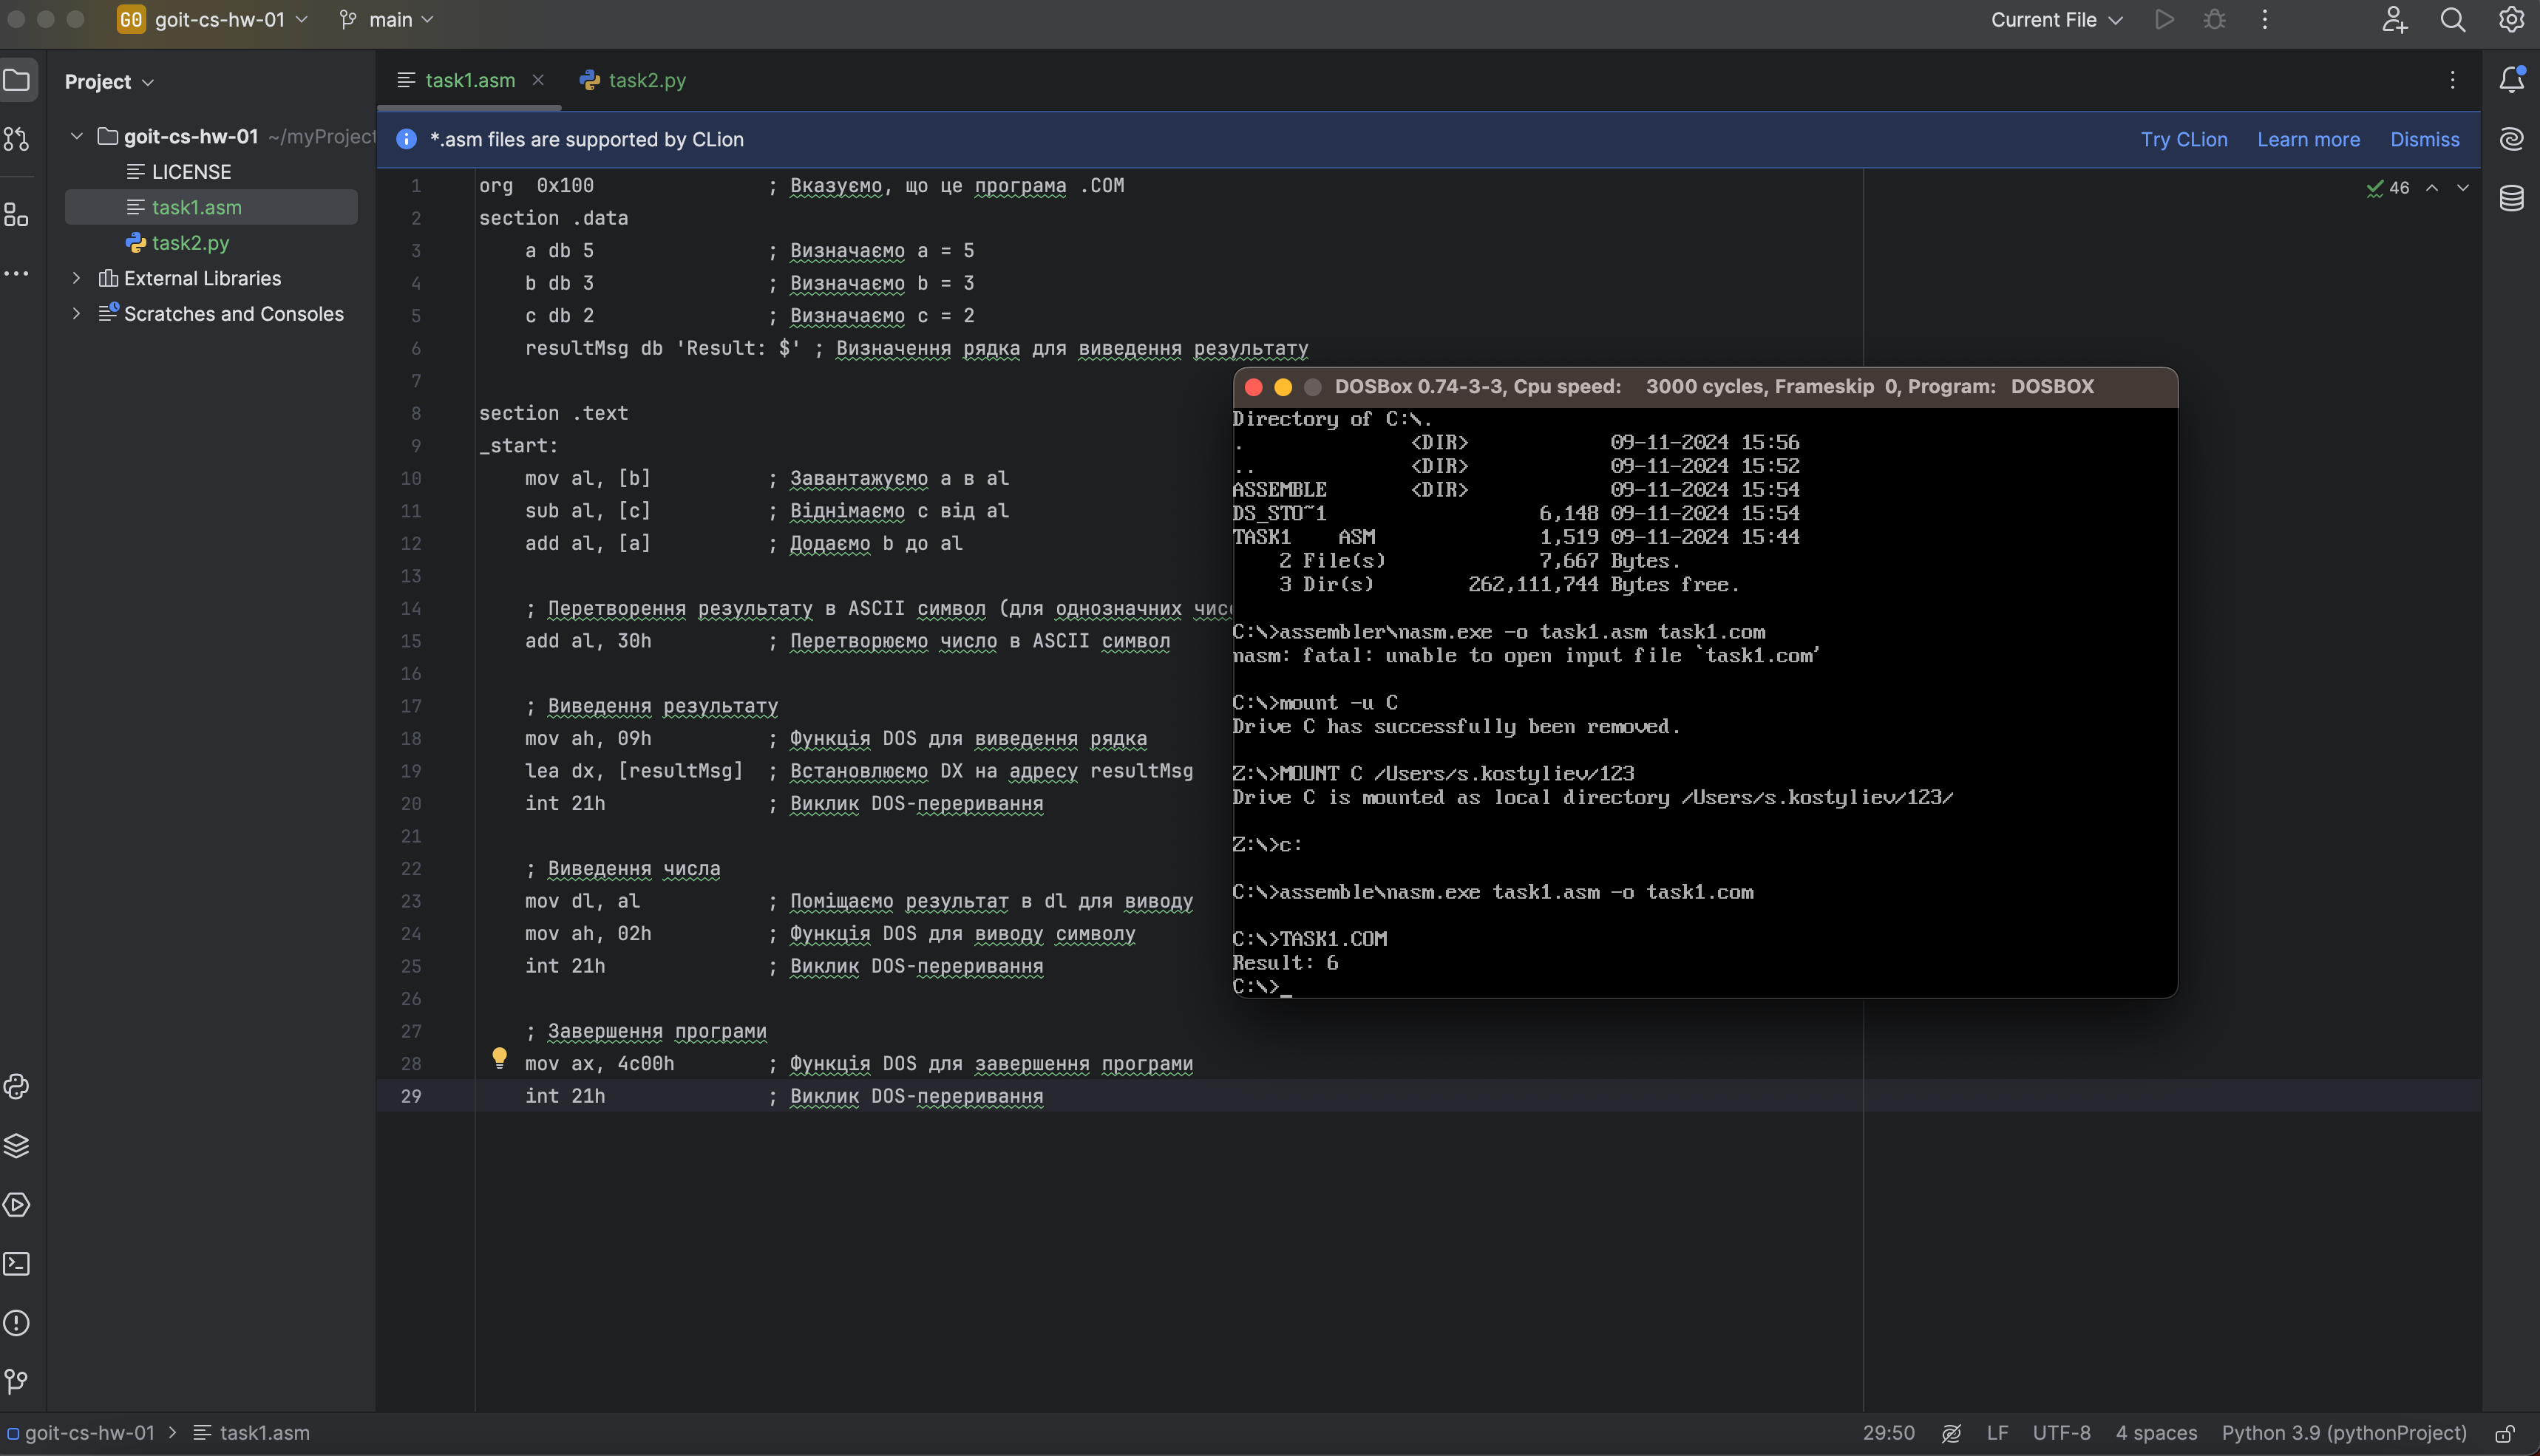 GO goit-cs-hw-01 main Current File
Project
task1.asm task2.py
goit-cs-hw-01 ~/myProject
LICENSE
task1.asm
task2.py
External Libraries
Scratches and Consoles
*.asm files are supported by CLion Try CLion Learn more Dismiss
46
1 org 0x100 ; Вказуємо, що це програма .COM
2 section .data
3 a db 5 ; Визначаємо a = 5
4 b db 3 ; Визначаємо b = 3
5 c db 2 ; Визначаємо c = 2
6 resultMsg db 'Result: $' ; Визначення рядка для виведення результату
7
8 section .text
9 _start:
10 mov al, [b] ; Завантажуємо a в al
11 sub al, [c] ; Віднімаємо c від al
12 add al, [a] ; Додаємо b до al
13
14 ; Перетворення результату в ASCII символ (для однозначних
15 add al, 30h ; Перетворюємо число в ASCII символ
16
17 ; Виведення результату
18 mov ah, 09h ; Функція DOS для виведення рядка
19 lea dx, [resultMsg] ; Встановлюємо DX на адресу resultMsg
20 int 21h ; Виклик DOS-переривання
21
22 ; Виведення числа
23 mov dl, al ; Поміщаємо результат в dl для виводу
24 mov ah, 02h ; Функція DOS для виводу символу
25 int 21h ; Виклик DOS-переривання
26
27 ; Завершення програми
28 mov ax, 4c00h ; Функція DOS для завершення програми
29 int 21h ; Виклик DOS-переривання
DOSBox 0.74-3-3, Cpu speed: 3000 cycles, Frameskip 0, Program: DOSBOX
Directory of C:\.
. <DIR> 09-11-2024 15:56
.. <DIR> 09-11-2024 15:52
ASSEMBLE <DIR> 09-11-2024 15:54
DS_STO~1 6,148 09-11-2024 15:54
TASK1 ASM 1,519 09-11-2024 15:44
2 File(s) 7,667 Bytes.
3 Dir(s) 262,111,744 Bytes free.
C:\>assembler\nasm.exe -o task1.asm task1.com
nasm: fatal: unable to open input file `task1.com'
C:\>mount -u C
Drive C has successfully been removed.
Z:\>MOUNT C /Users/s.kostyliev/123
Drive C is mounted as local directory /Users/s.kostyliev/123/
Z:\>c:
C:\>assemble\nasm.exe task1.asm -o task1.com
C:\>TASK1.COM
Result: 6
C:\>_
goit-cs-hw-01 > task1.asm 29:50 LF UTF-8 4 spaces Python 3.9 (pythonProject)